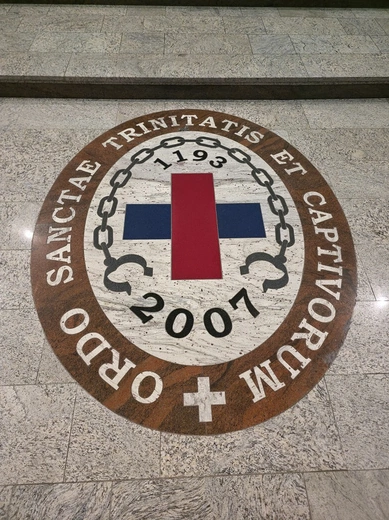 ORDO SANCTAE TRINITATIS ET CAPTIVORUM
1193
2007